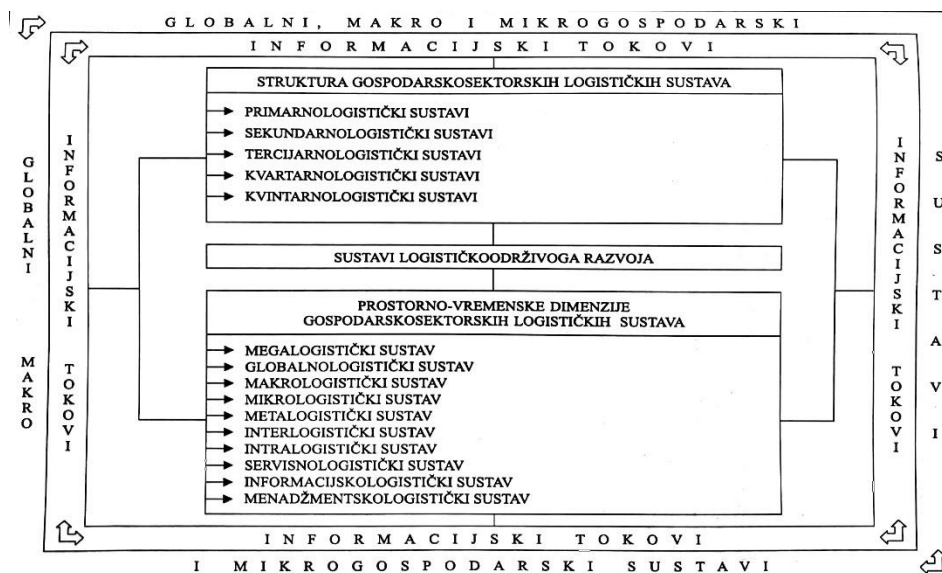 GLOBALNI, MAKRO I MIKROGOSPODARSKI
INFORMACIJSKI TOKOVI
GLOBALNI MAKRO
INFORMACIJSKI TOKOVI
STRUKTURA GOSPODARSKOSEKTORSKIH LOGISTIČKIH SUSTAVA
PRIMARNOLOGISTIČKI SUSTAVI
SEKUNDARNOLOGISTIČKI SUSTAVI
TERCIJARNOLOGISTIČKI SUSTAVI
KVARTARNOLOGISTIČKI SUSTAVI
KVINTARNOLOGISTIČKI SUSTAVI
SUSTAVI LOGISTIČKOODRŽIVOGA RAZVOJA
PROSTORNO-VREMENSKE DIMENZIJE
GOSPODARSKOSEKTORSKIH LOGISTIČKIH SUSTAVA
MEGALOGISTIČKI SUSTAV
GLOBALNOLOGISTIČKI SUSTAV
MAKROLOGISTIČKI SUSTAV
MIKROLOGISTIČKI SUSTAV
METALOGISTIČKI SUSTAV
INTERLOGISTIČKI SUSTAV
INTRALOGISTIČKI SUSTAV
SERVISNOLOGISTIČKI SUSTAV
INFORMACIJSKOLOGISTIČKI SUSTAV
MENADŽMENTSKOLOGISTIČKI SUSTAV
INFORMACIJSKI TOKOVI
SUSTAVI
INFORMACIJSKI TOKOVI
I MIKROGOSPODARSKI SUSTAVI